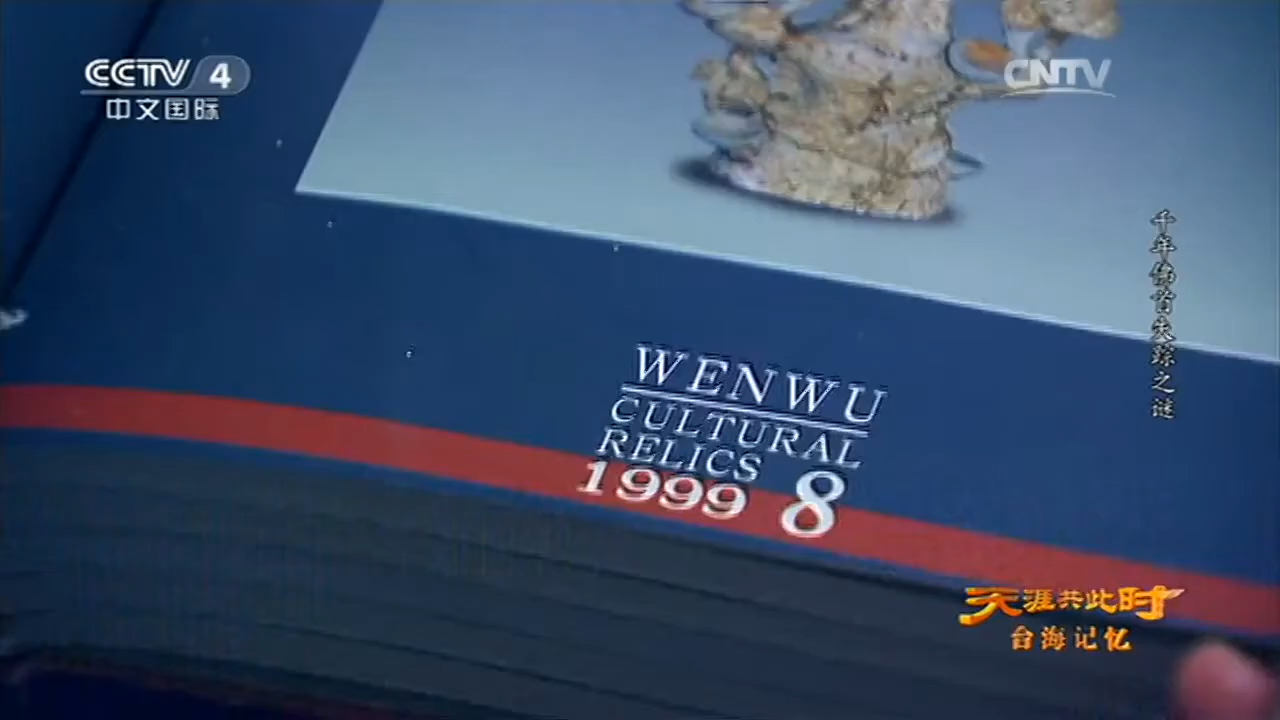 CCTV 4
中文国际
CNTV
千年佛首失踪之谜
WENWU
CULTURAL
RELICS
1999 8
天涯共此时
台海记忆